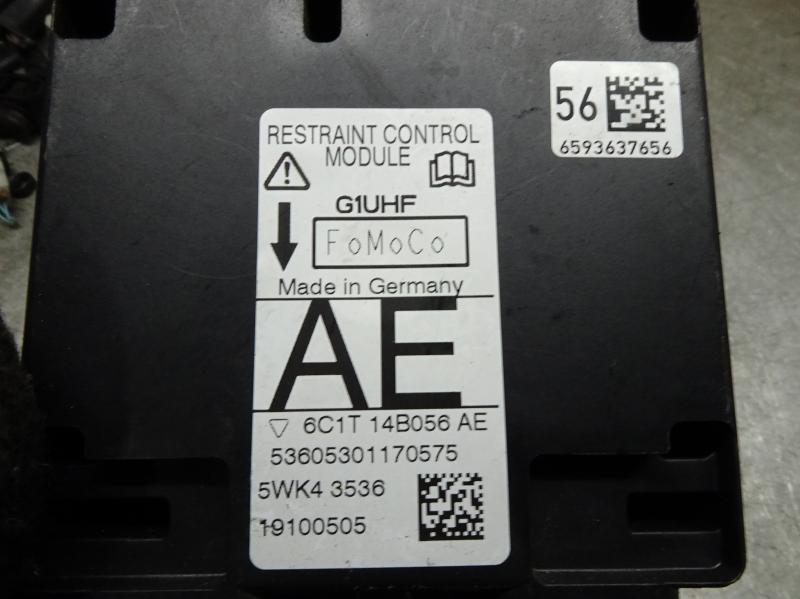 56
6593637656
RESTRAINT CONTROL
MODULE
G1UHF
FoMoCo
Made in Germany
AE
6C1T 14B056 AE
53605301170575
5WK4 3536
19100505